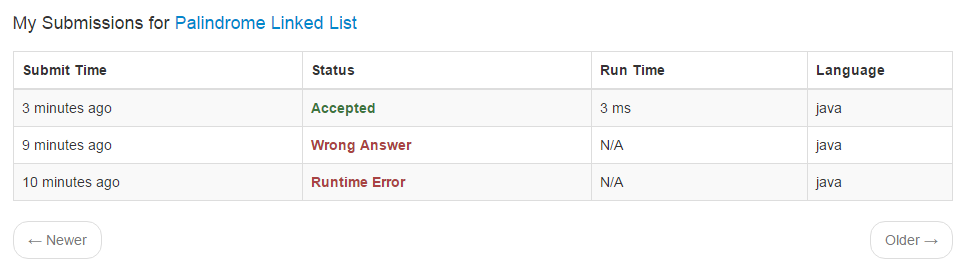 My Submissions for Palindrome Linked List
Submit Time Status Run Time Language
3 minutes ago Accepted 3 ms java
9 minutes ago Wrong Answer N/A java
10 minutes ago Runtime Error N/A java
← Newer Older →